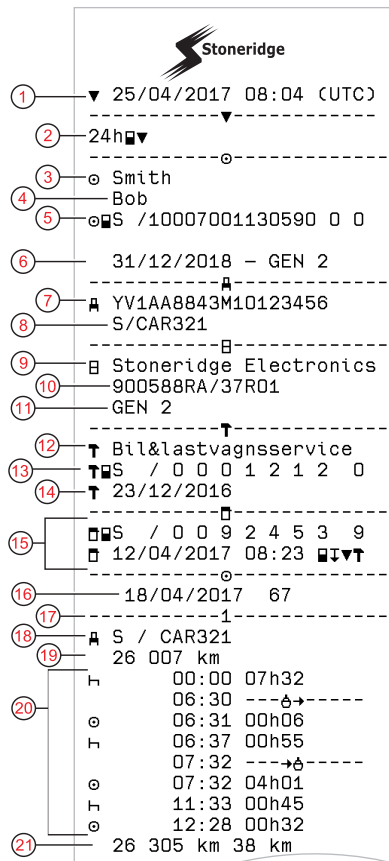 Stoneridge
1 ▼ 25/04/2017 08:04 (UTC)
2 24h▼
3 Smith
4 Bob
5 S /10007001130590 0 0
6 31/12/2018 - GEN 2
7 YV1AA8843M10123456
8 S/CAR321
9 Stoneridge Electronics
10 900588RA/37R01
11 GEN 2
12 Bil&lastvagnsservice
13 S / 0 0 0 1 2 1 2 0
14 23/12/2016
15 S / 0 0 9 2 4 5 3 9
12/04/2017 08:23
16 18/04/2017 67
17 1
18 S / CAR321
19 26 007 km
20 00:00 07h32
06:30
06:31 00h06
06:37 00h55
07:32
07:32 04h01
11:33 00h45
12:28 00h32
21 26 305 km 38 km